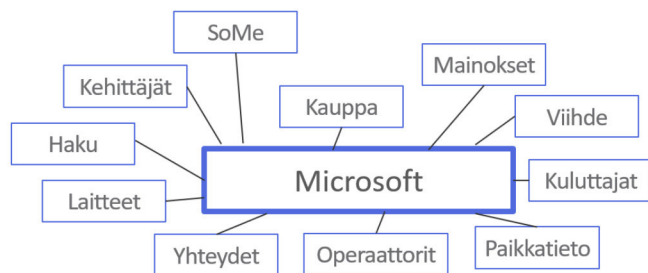 SoMe
Mainokset
Kehittäjät
Kauppa
Viihde
Haku
Microsoft
Kuluttajat
Laitteet
Yhteydet
Operaattorit
Paikkatieto